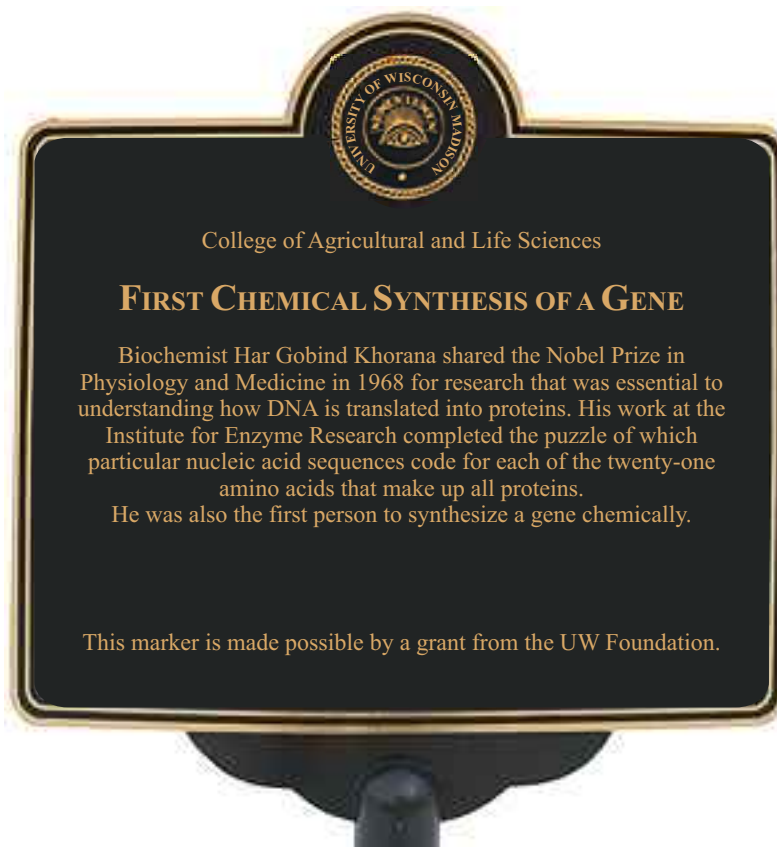 UNIVERSITY OF WISCONSIN MADISON
College of Agricultural and Life Sciences
FIRST CHEMICAL SYNTHESIS OF A GENE
Biochemist Har Gobind Khorana shared the Nobel Prize in
Physiology and Medicine in 1968 for research that was essential to
understanding how DNA is translated into proteins. His work at the
Institute for Enzyme Research completed the puzzle of which
particular nucleic acid sequences code for each of the twenty-one
amino acids that make up all proteins.
He was also the first person to synthesize a gene chemically.
This marker is made possible by a grant from the UW Foundation.